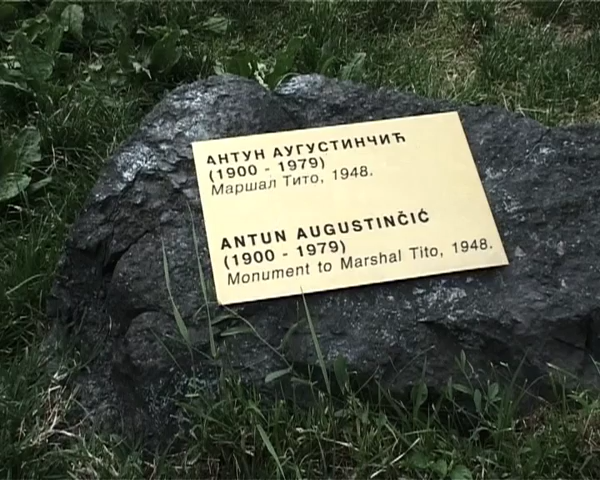 АНТУН АУГУСТИНЧИЋ
(1900 - 1979)
Маршал Тито, 1948.
ANTUN AUGUSTINČIĆ
(1900 - 1979)
Monument to Marshal Tito, 1948.